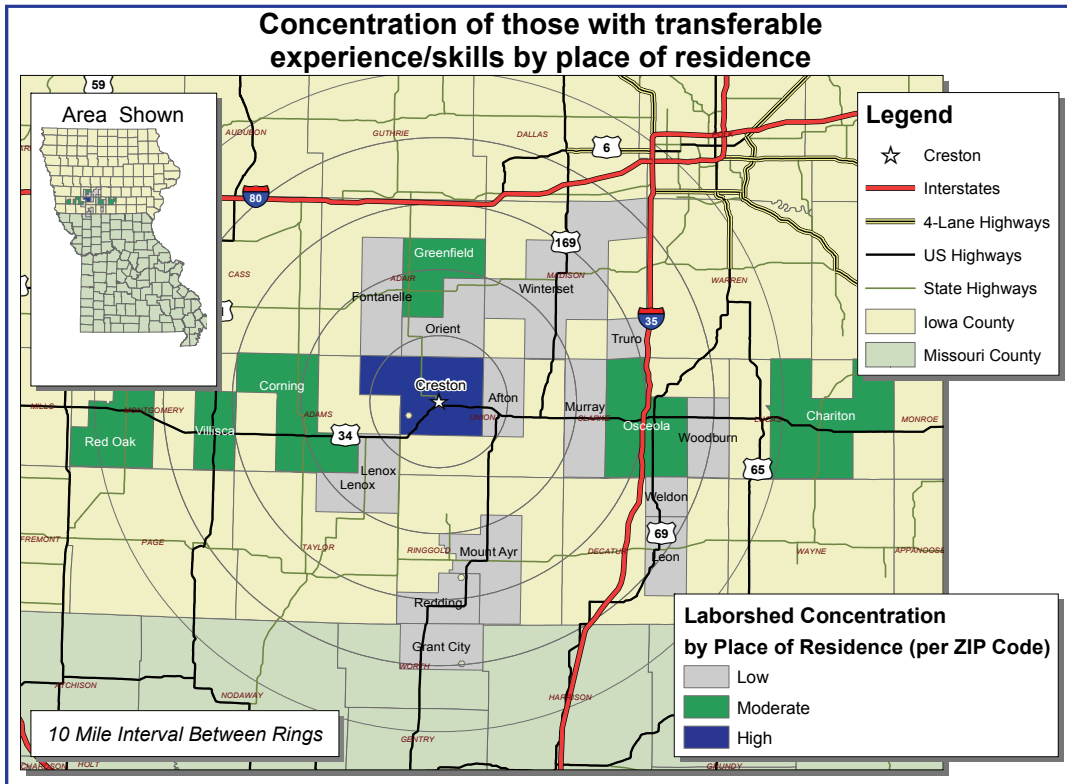 Concentration of those with transferable
experience/skills by place of residence
59
Area Shown
AUDUBON
GUTHRIE
DALLAS
6
80
169
CASS
ADAIR
Greenfield
MADISON
WARREN
Fontanelle
Winterset
Orient
35
Truro
Corning
Creston
Afton
Murray
MILLS
MONTGOMERY
ADAMS
UNION
CLARKE
LUCAS
Chariton
MONROE
Red Oak
Villisca
34
Osceola
Woodburn
65
Lenox
Lenox
Weldon
69
FREMONT
PAGE
TAYLOR
RINGGOLD
Mount Ayr
DECATUR
Leon
WAYNE
APPANOOSE
Redding
Grant City
WORTH
ATCHISON
NODAWAY
HARRISON
GENTRY
HOLT
GRUNDY
10 Mile Interval Between Rings
Legend
Creston
Interstates
4-Lane Highways
US Highways
State Highways
Iowa County
Missouri County
Laborshed Concentration
by Place of Residence (per ZIP Code)
Low
Moderate
High